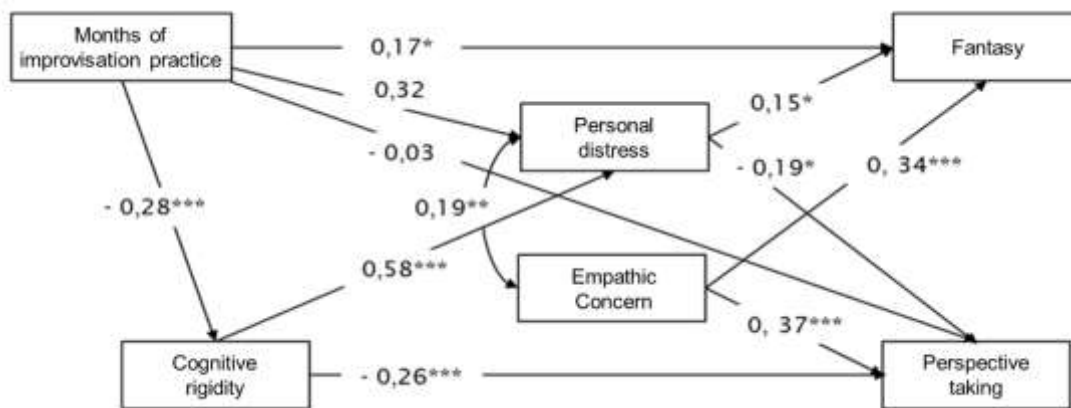 Months of
improvisation practice
0,17*
Fantasy
0,32
0,15*
Personal
distress
- 0,03
- 0,19*
0, 34***
- 0,28***
0,19**
0,58***
Empathic
Concern
0, 37***
Cognitive
rigidity
- 0,26***
Perspective
taking